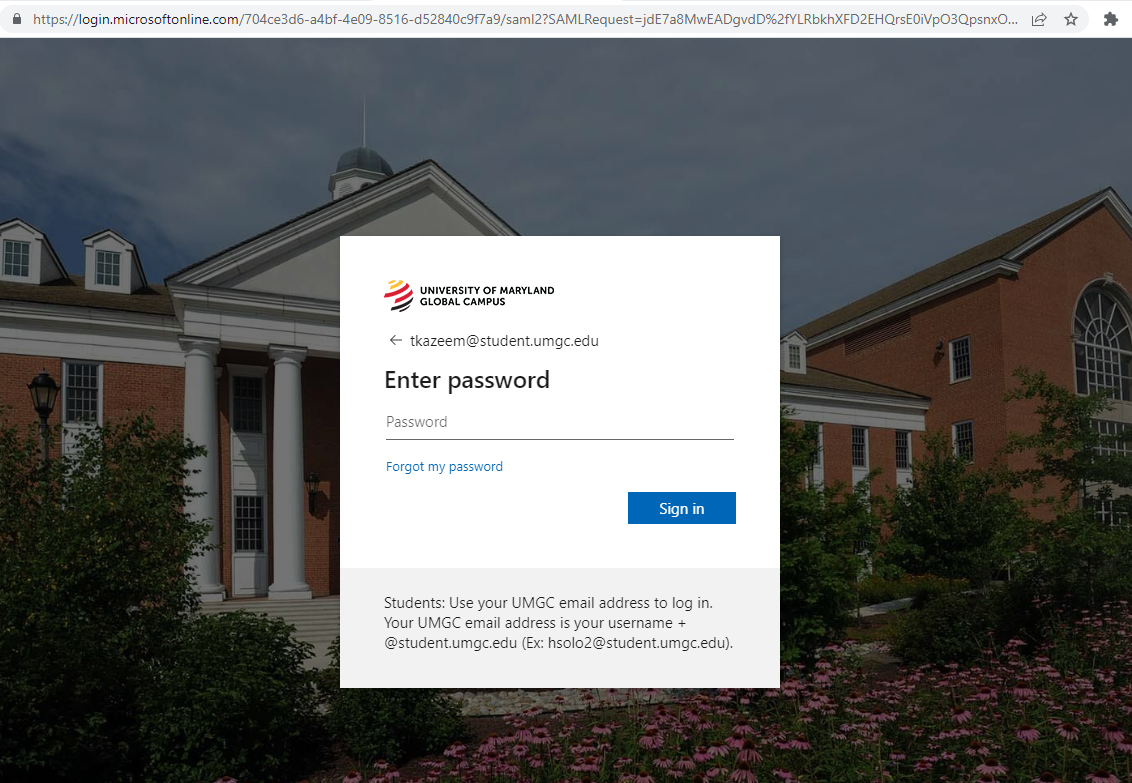 https://login.microsoftonline.com/704ce3d6-a4bf-4e09-8516-d52840c9f7a9/saml2?SAMLRequest=jdE7a8MwEADgvdD%2fYLRbkhXFD2EHQrsE0iVpO3QpsnxO...
UNIVERSITY OF MARYLAND
GLOBAL CAMPUS
tkazeem@student.umgc.edu
Enter password
Password
Forgot my password
Sign in
Students: Use your UMGC email address to log in.
Your UMGC email address is your username +
@student.umgc.edu (Ex: hsolo2@student.umgc.edu).